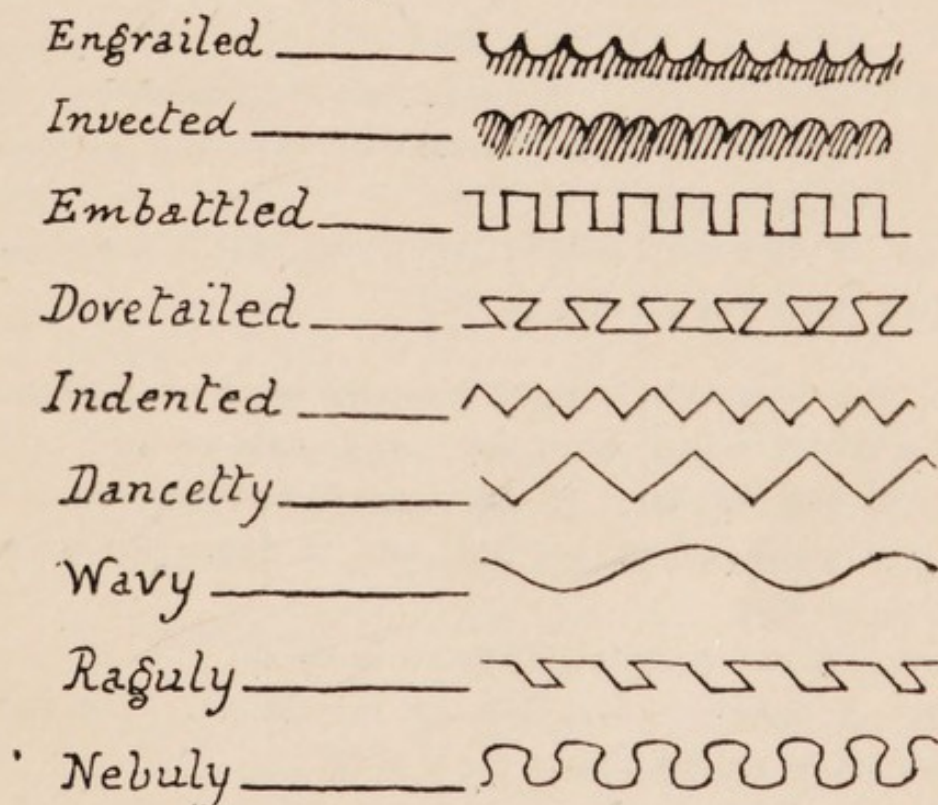 Engrailed
Invected
Embattled
Dovetailed
Indented
Dancetty
Wavy
Raguly
Nebuly